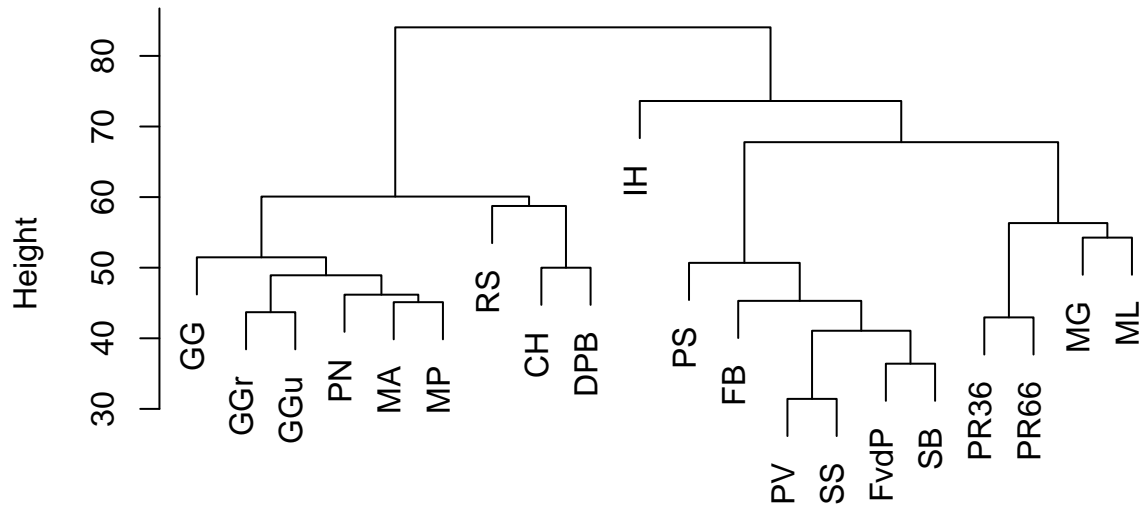 Height
80
70
60
50
40
30
GG
GGr
GGu
PN
MA
MP
RS
CH
DPB
IH
PS
FB
PV
SS
FvdP
SB
PR36
PR66
MG
ML